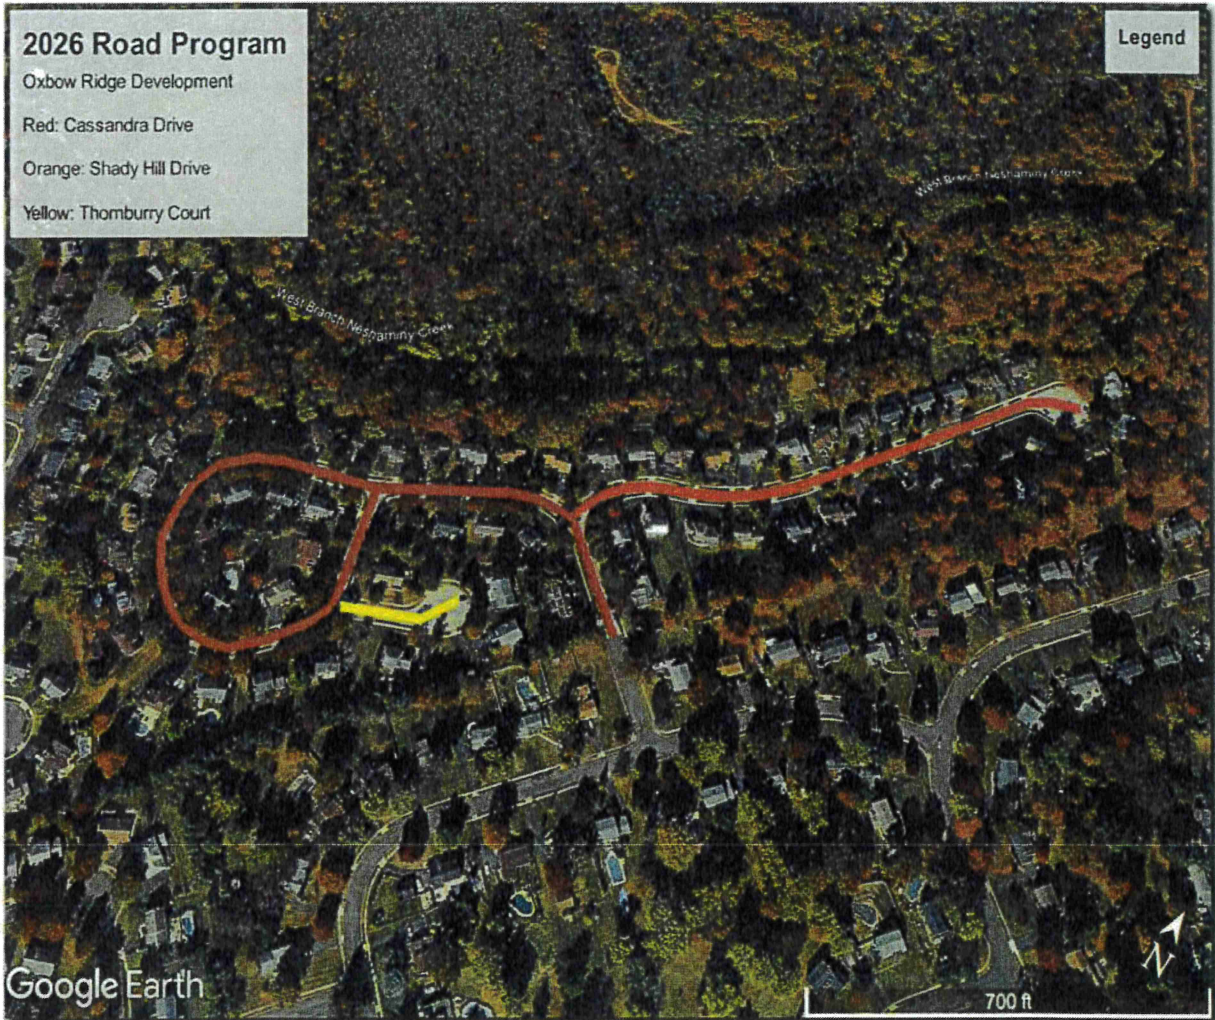 2026 Road Program
Oxbow Ridge Development
Red: Cassandra Drive
Orange: Shady Hill Drive
Yellow: Thornburry Court
Legend
West Branch Neshaminy Creek
West Branch Neshaminy Creek
Google Earth
N
700 ft